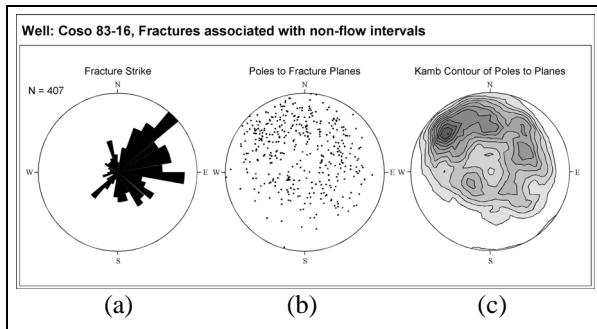 Well: Coso 83-16, Fractures associated with non-flow intervals
Fracture Strike
Poles to Fracture Planes
Kamb Contour of Poles to Planes
N = 407
N
N
N
W
E
W
E
W
E
S
S
S
(a)
(b)
(c)